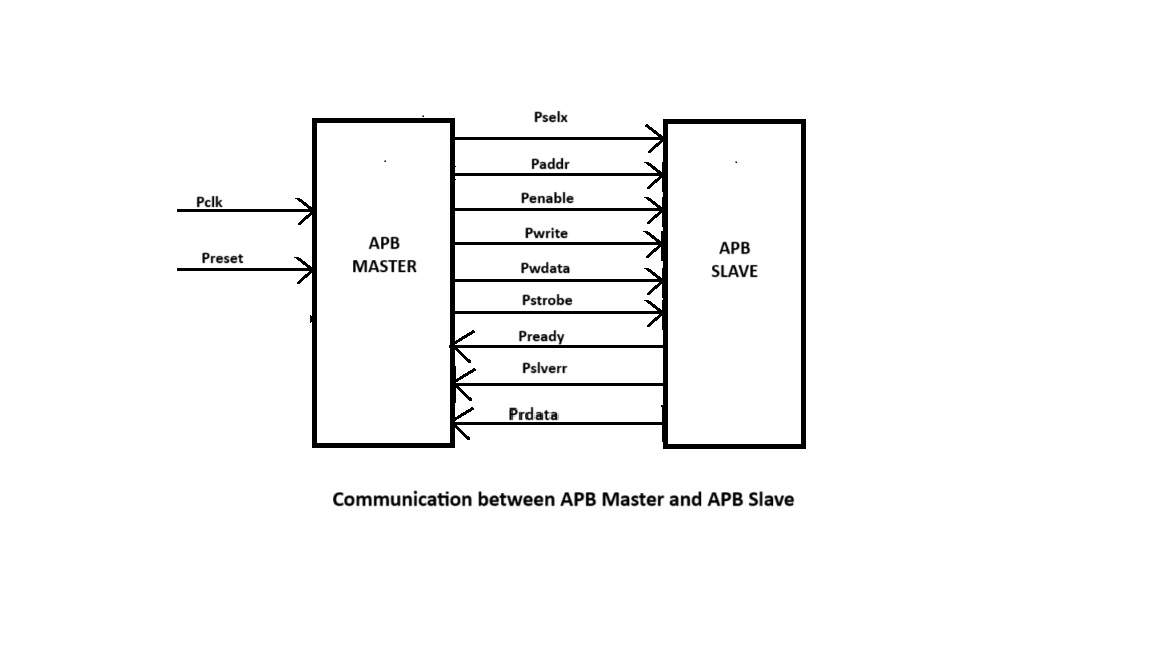 Pselx
Paddr
Pclk
Penable
Pwrite
APB
MASTER
APB
SLAVE
Preset
Pwdata
Pstrobe
Pready
Pslverr
Prdata
Communication between APB Master and APB Slave